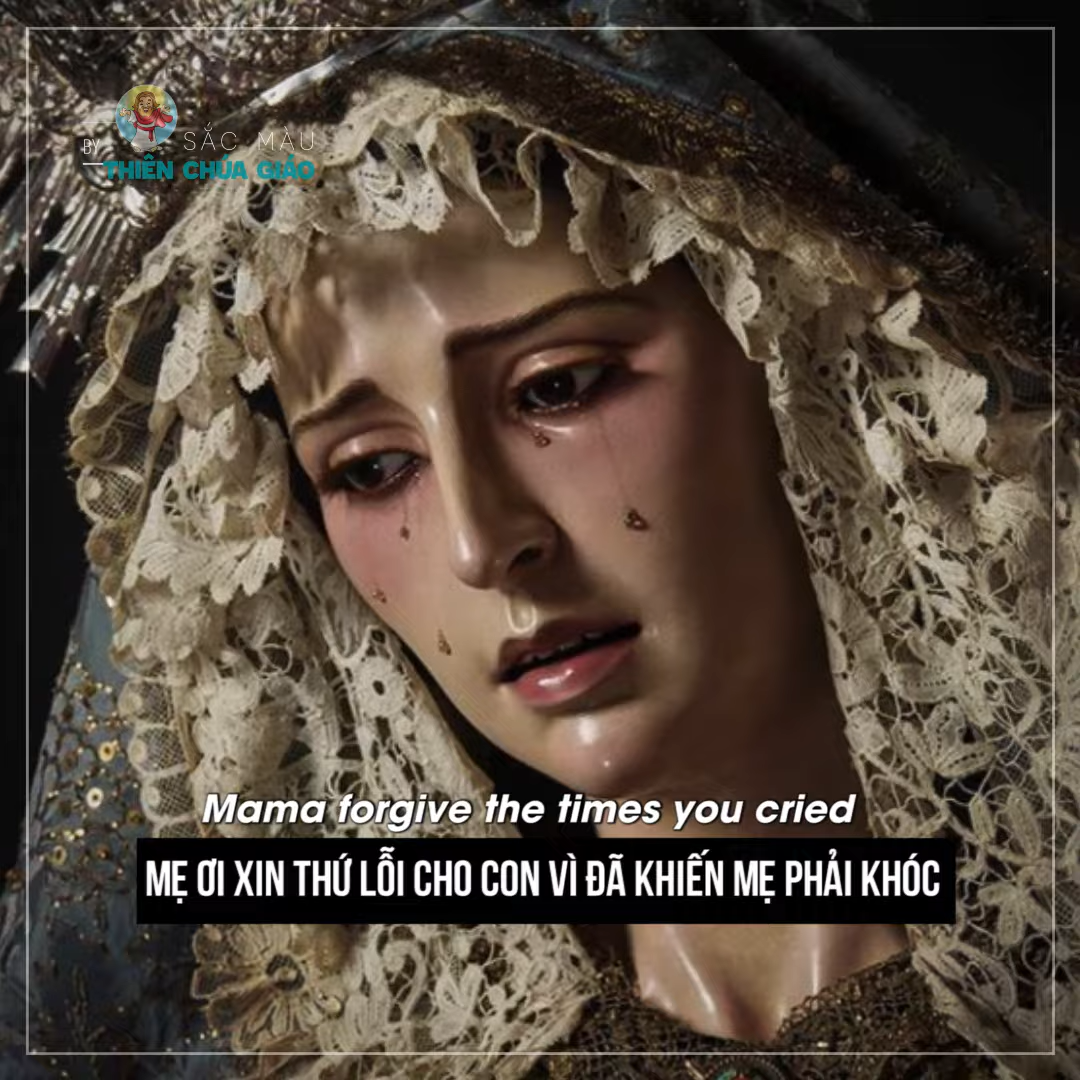 BY
SẮC MÀU
THIÊN CHÚA GIÁO
Mama forgive the times you cried
MẸ ƠI XIN THỨ LỖI CHO CON VÌ ĐÃ KHIẾN MẸ PHẢI KHÓC